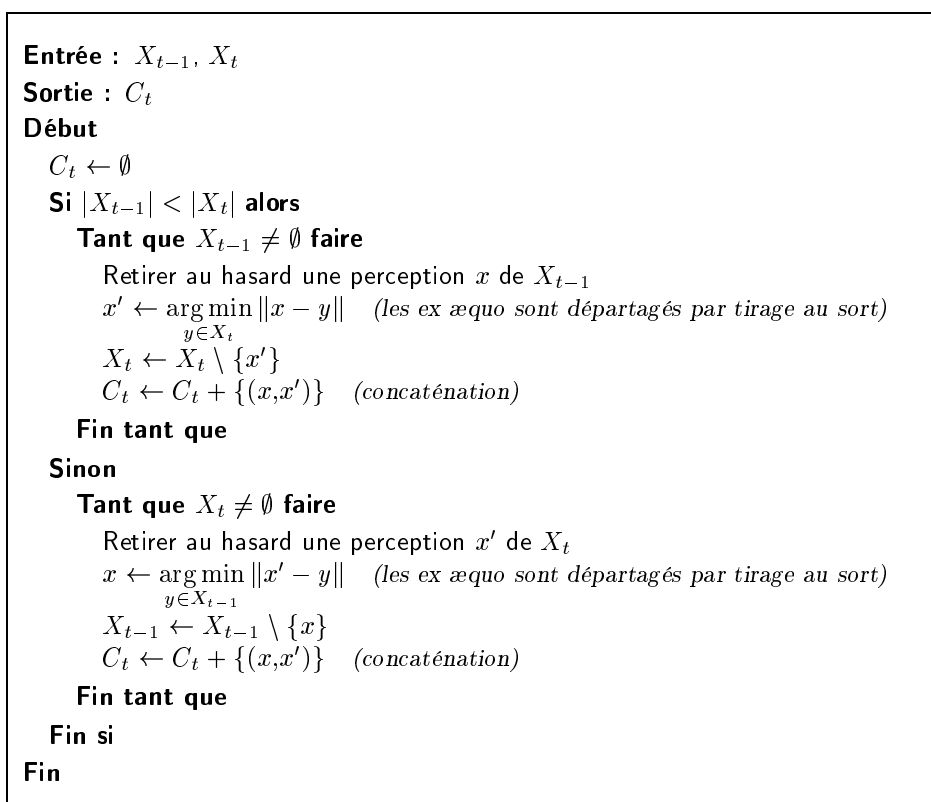 Entrée : X_{t−1}, X_t
Sortie : C_t
Début
C_t ← ∅
Si |X_{t−1}| < |X_t| alors
Tant que X_{t−1} ≠ ∅ faire
Retirer au hasard une perception x de X_{t−1}
x′ ← arg min_{y∈X_t} ‖x − y‖ (les ex æquo sont départagés par tirage au sort)
X_t ← X_t \ {x′}
C_t ← C_t + {(x,x′)} (concaténation)
Fin tant que
Sinon
Tant que X_t ≠ ∅ faire
Retirer au hasard une perception x′ de X_t
x ← arg min_{y∈X_{t−1}} ‖x′ − y‖ (les ex æquo sont départagés par tirage au sort)
X_{t−1} ← X_{t−1} \ {x}
C_t ← C_t + {(x,x′)} (concaténation)
Fin tant que
Fin si
Fin